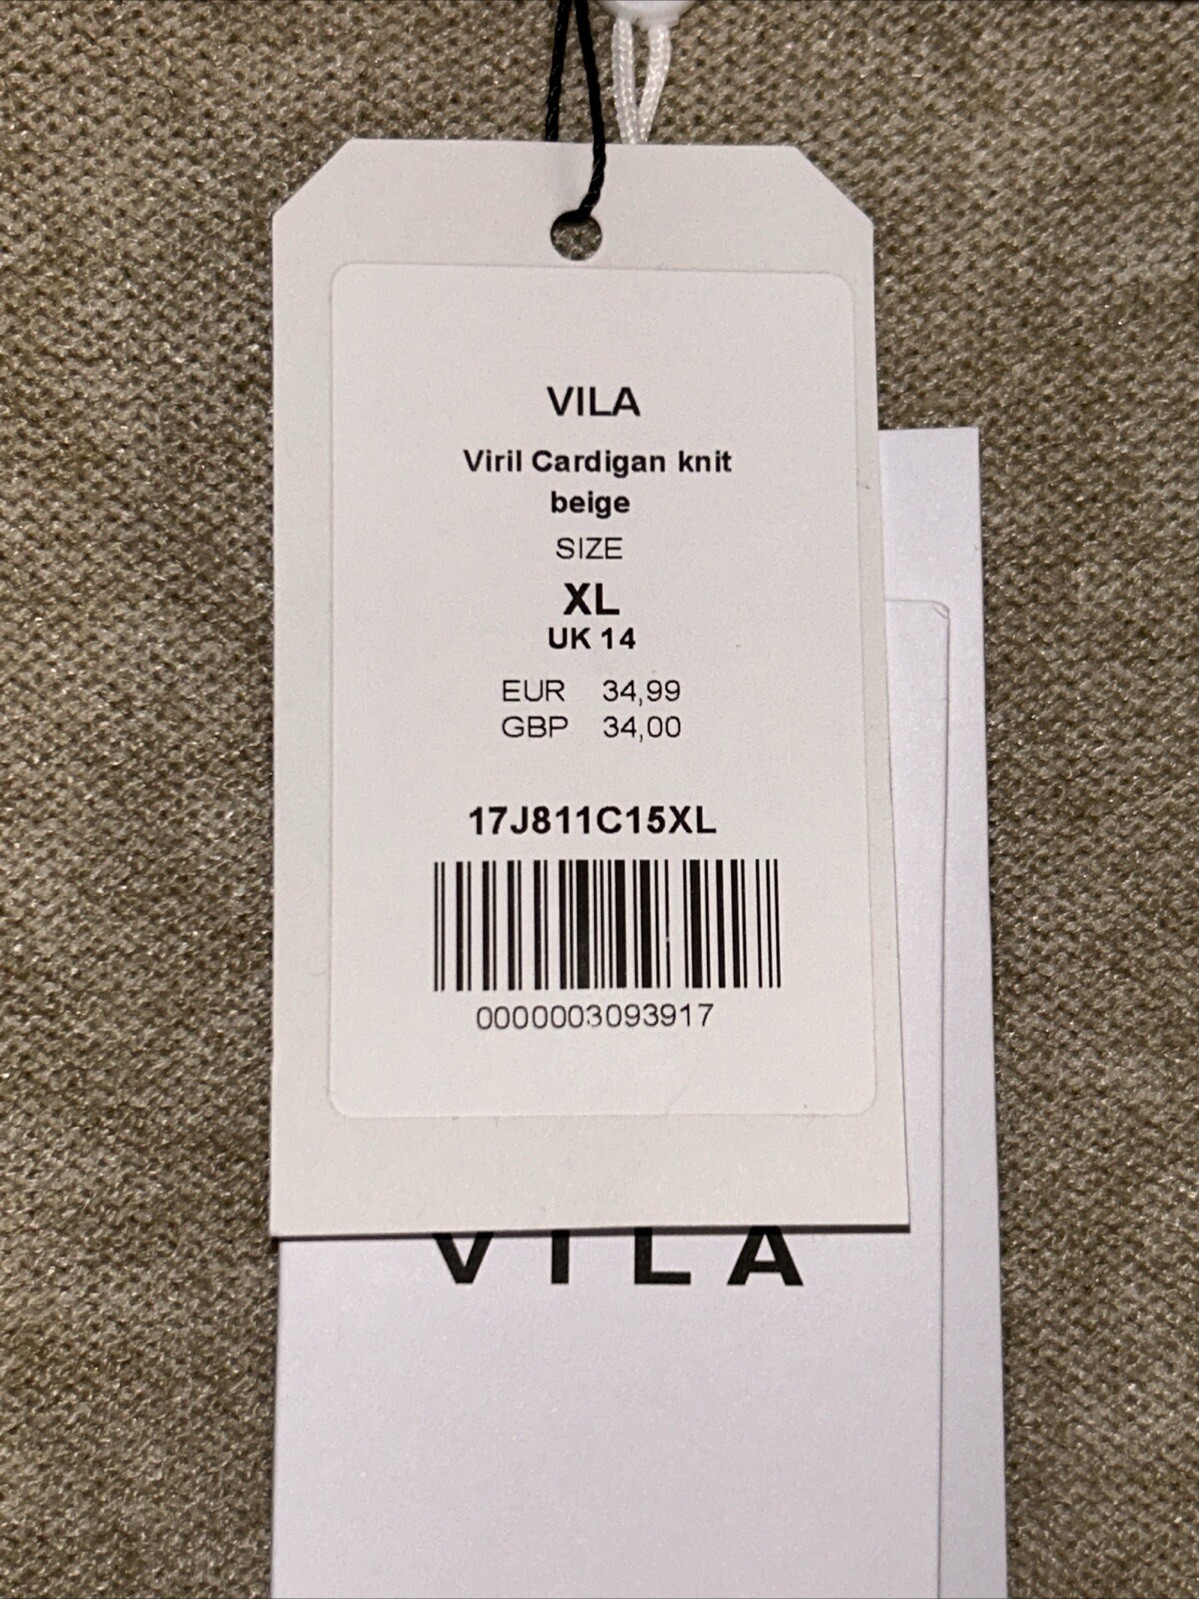 VILA
Viril Cardigan knit
beige
SIZE
XL
UK 14
EUR 34,99
GBP 34,00
17J811C15XL
0000003093917
VILA